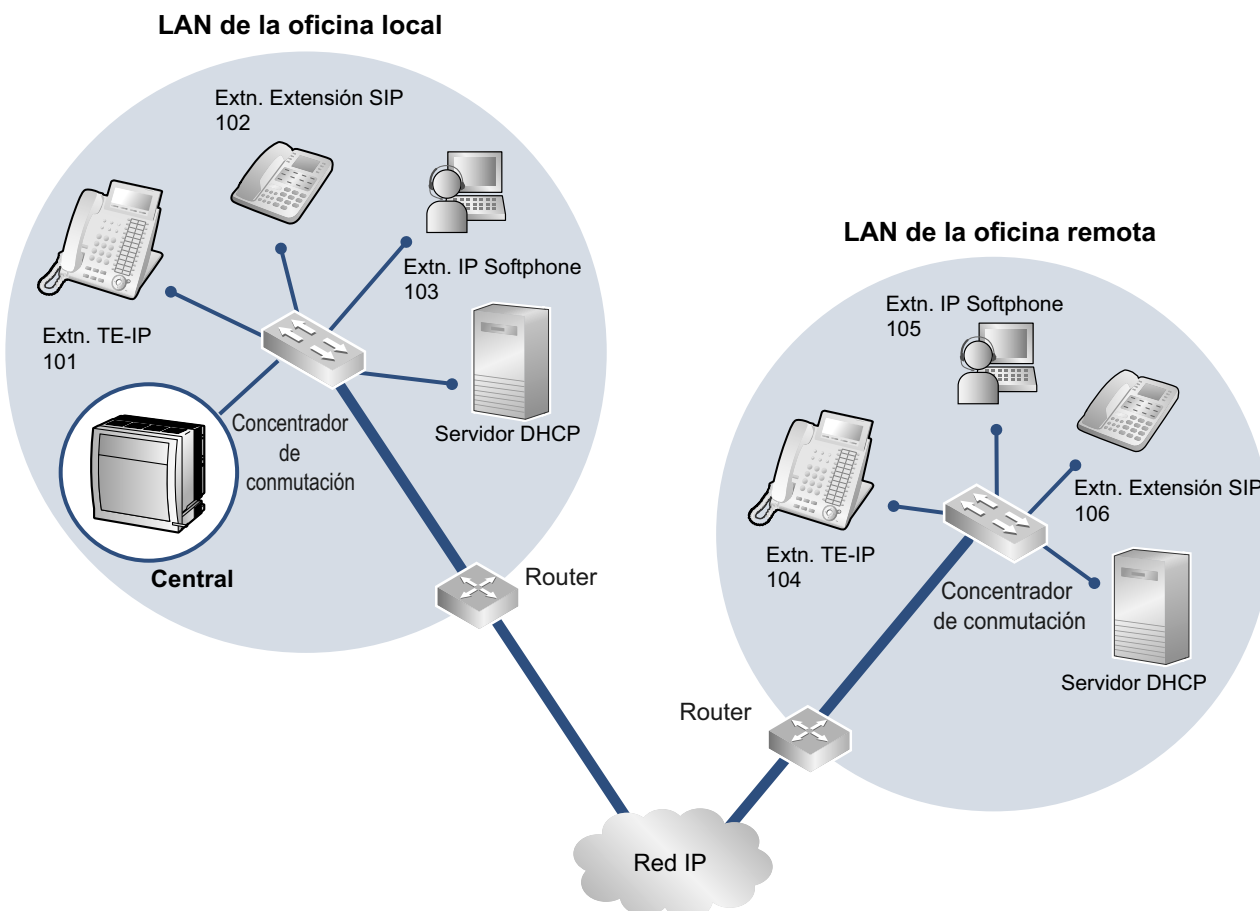 LAN de la oficina local
Extn. Extensión SIP
102
Extn. IP Softphone
103
Extn. TE-IP
101
Concentrador
de
conmutación
Servidor DHCP
Central
Router
LAN de la oficina remota
Extn. IP Softphone
105
Extn. Extensión SIP
106
Extn. TE-IP
104
Concentrador
de conmutación
Servidor DHCP
Router
Red IP